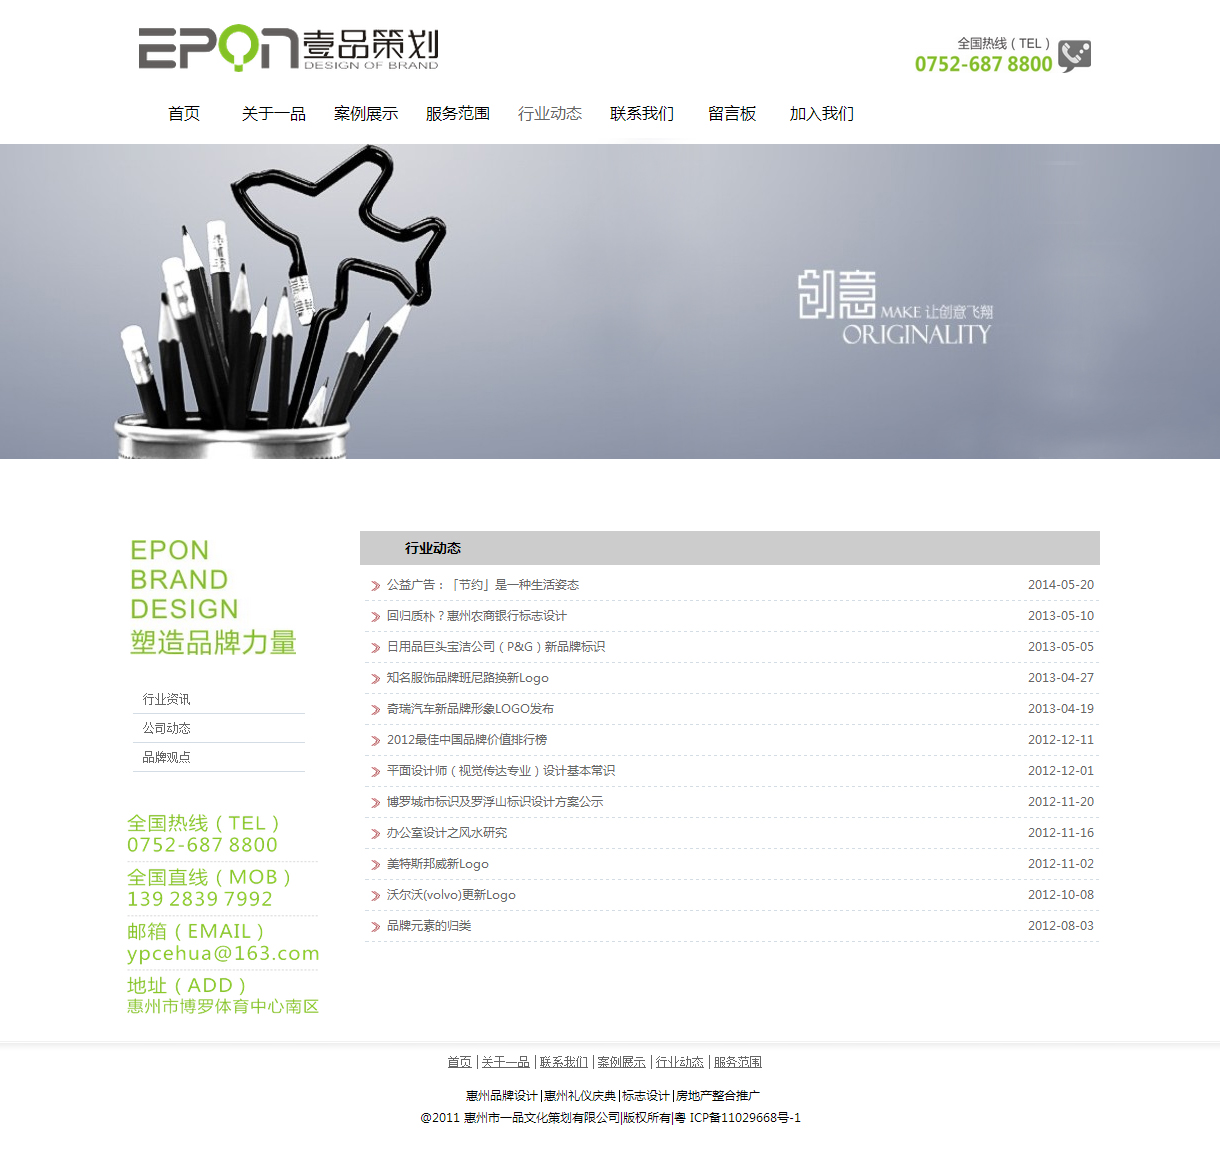 EPON壹品策划
DESIGN OF BRAND
全国热线（TEL）
0752-687 8800
首页 关于一品 案例展示 服务范围 行业动态 联系我们 留言板 加入我们
创意
MAKE 让创意飞翔
ORIGINALITY
EPON
BRAND
DESIGN
塑造品牌力量
行业资讯
公司动态
品牌观点
全国热线（TEL）
0752-687 8800
全国直线（MOB）
139 2839 7992
邮箱（EMAIL）
ypcehua@163.com
地址（ADD）
惠州市博罗体育中心南区
行业动态
公益广告：「节约」是一种生活姿态 2014-05-20
回归质朴？惠州农商银行标志设计 2013-05-10
日用品巨头宝洁公司（P&G）新品牌标识 2013-05-05
知名服饰品牌班尼路换新Logo 2013-04-27
奇瑞汽车新品牌形象LOGO发布 2013-04-19
2012最佳中国品牌价值排行榜 2012-12-11
平面设计师（视觉传达专业）设计基本常识 2012-12-01
博罗城市标识及罗浮山标识设计方案公示 2012-11-20
办公室设计之风水研究 2012-11-16
美特斯邦威新Logo 2012-11-02
沃尔沃(volvo)更新Logo 2012-10-08
品牌元素的归类 2012-08-03
首页 | 关于一品 | 联系我们 | 案例展示 | 行业动态 | 服务范围
惠州品牌设计|惠州礼仪庆典|标志设计|房地产整合推广
@2011 惠州市一品文化策划有限公司|版权所有|粤 ICP备11029668号-1